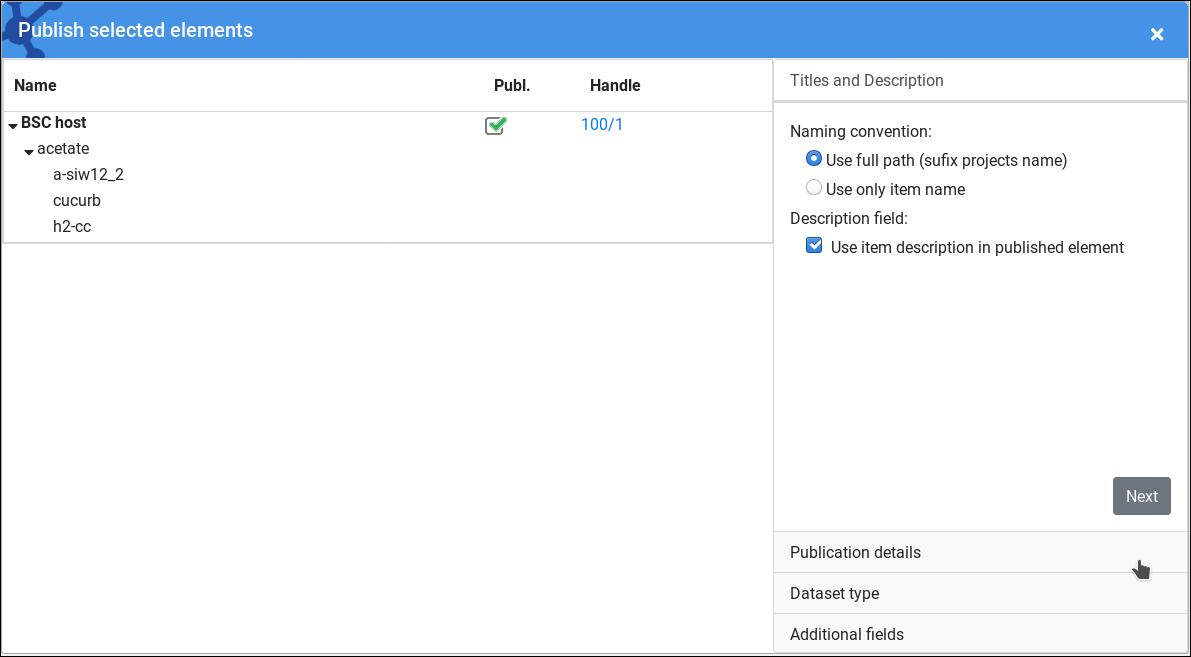 Publish selected elements
Name Publ. Handle
BSC host 100/1
acetate
a-siw12_2
cucurb
h2-cc
Titles and Description
Naming convention:
Use full path (sufix projects name)
Use only item name
Description field:
Use item description in published element
Next
Publication details
Dataset type
Additional fields